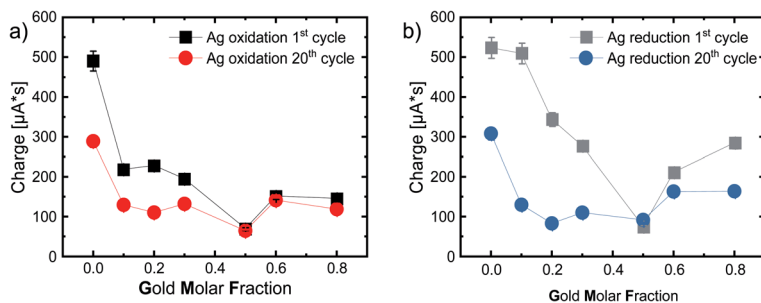 a)
Ag oxidation 1st cycle
Ag oxidation 20th cycle
600
500
400
300
200
100
0
Charge [µA*s]
0.0 0.2 0.4 0.6 0.8
Gold Molar Fraction
b)
Ag reduction 1st cycle
Ag reduction 20th cycle
600
500
400
300
200
100
0
Charge [µA*s]
0.0 0.2 0.4 0.6 0.8
Gold Molar Fraction